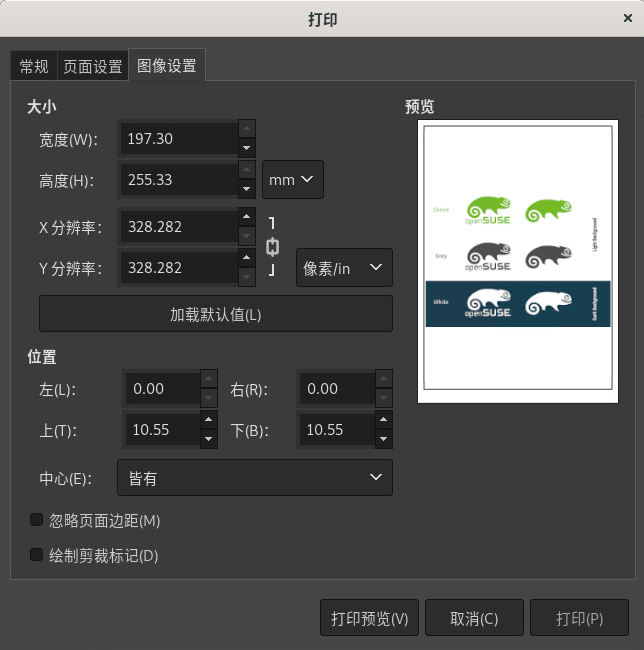 打印
常规 页面设置 图像设置
大小
宽度(W)： 197.30
高度(H)： 255.33 mm
X 分辨率： 328.282
Y 分辨率： 328.282 像素/in
加载默认值(L)
位置
左(L)： 0.00 右(R)： 0.00
上(T)： 10.55 下(B)： 10.55
中心(E)： 皆有
忽略页面边距(M)
绘制剪裁标记(D)
预览
Green openSUSE
Light Background
Grey openSUSE
White openSUSE
Dark Background
打印预览(V) 取消(C) 打印(P)